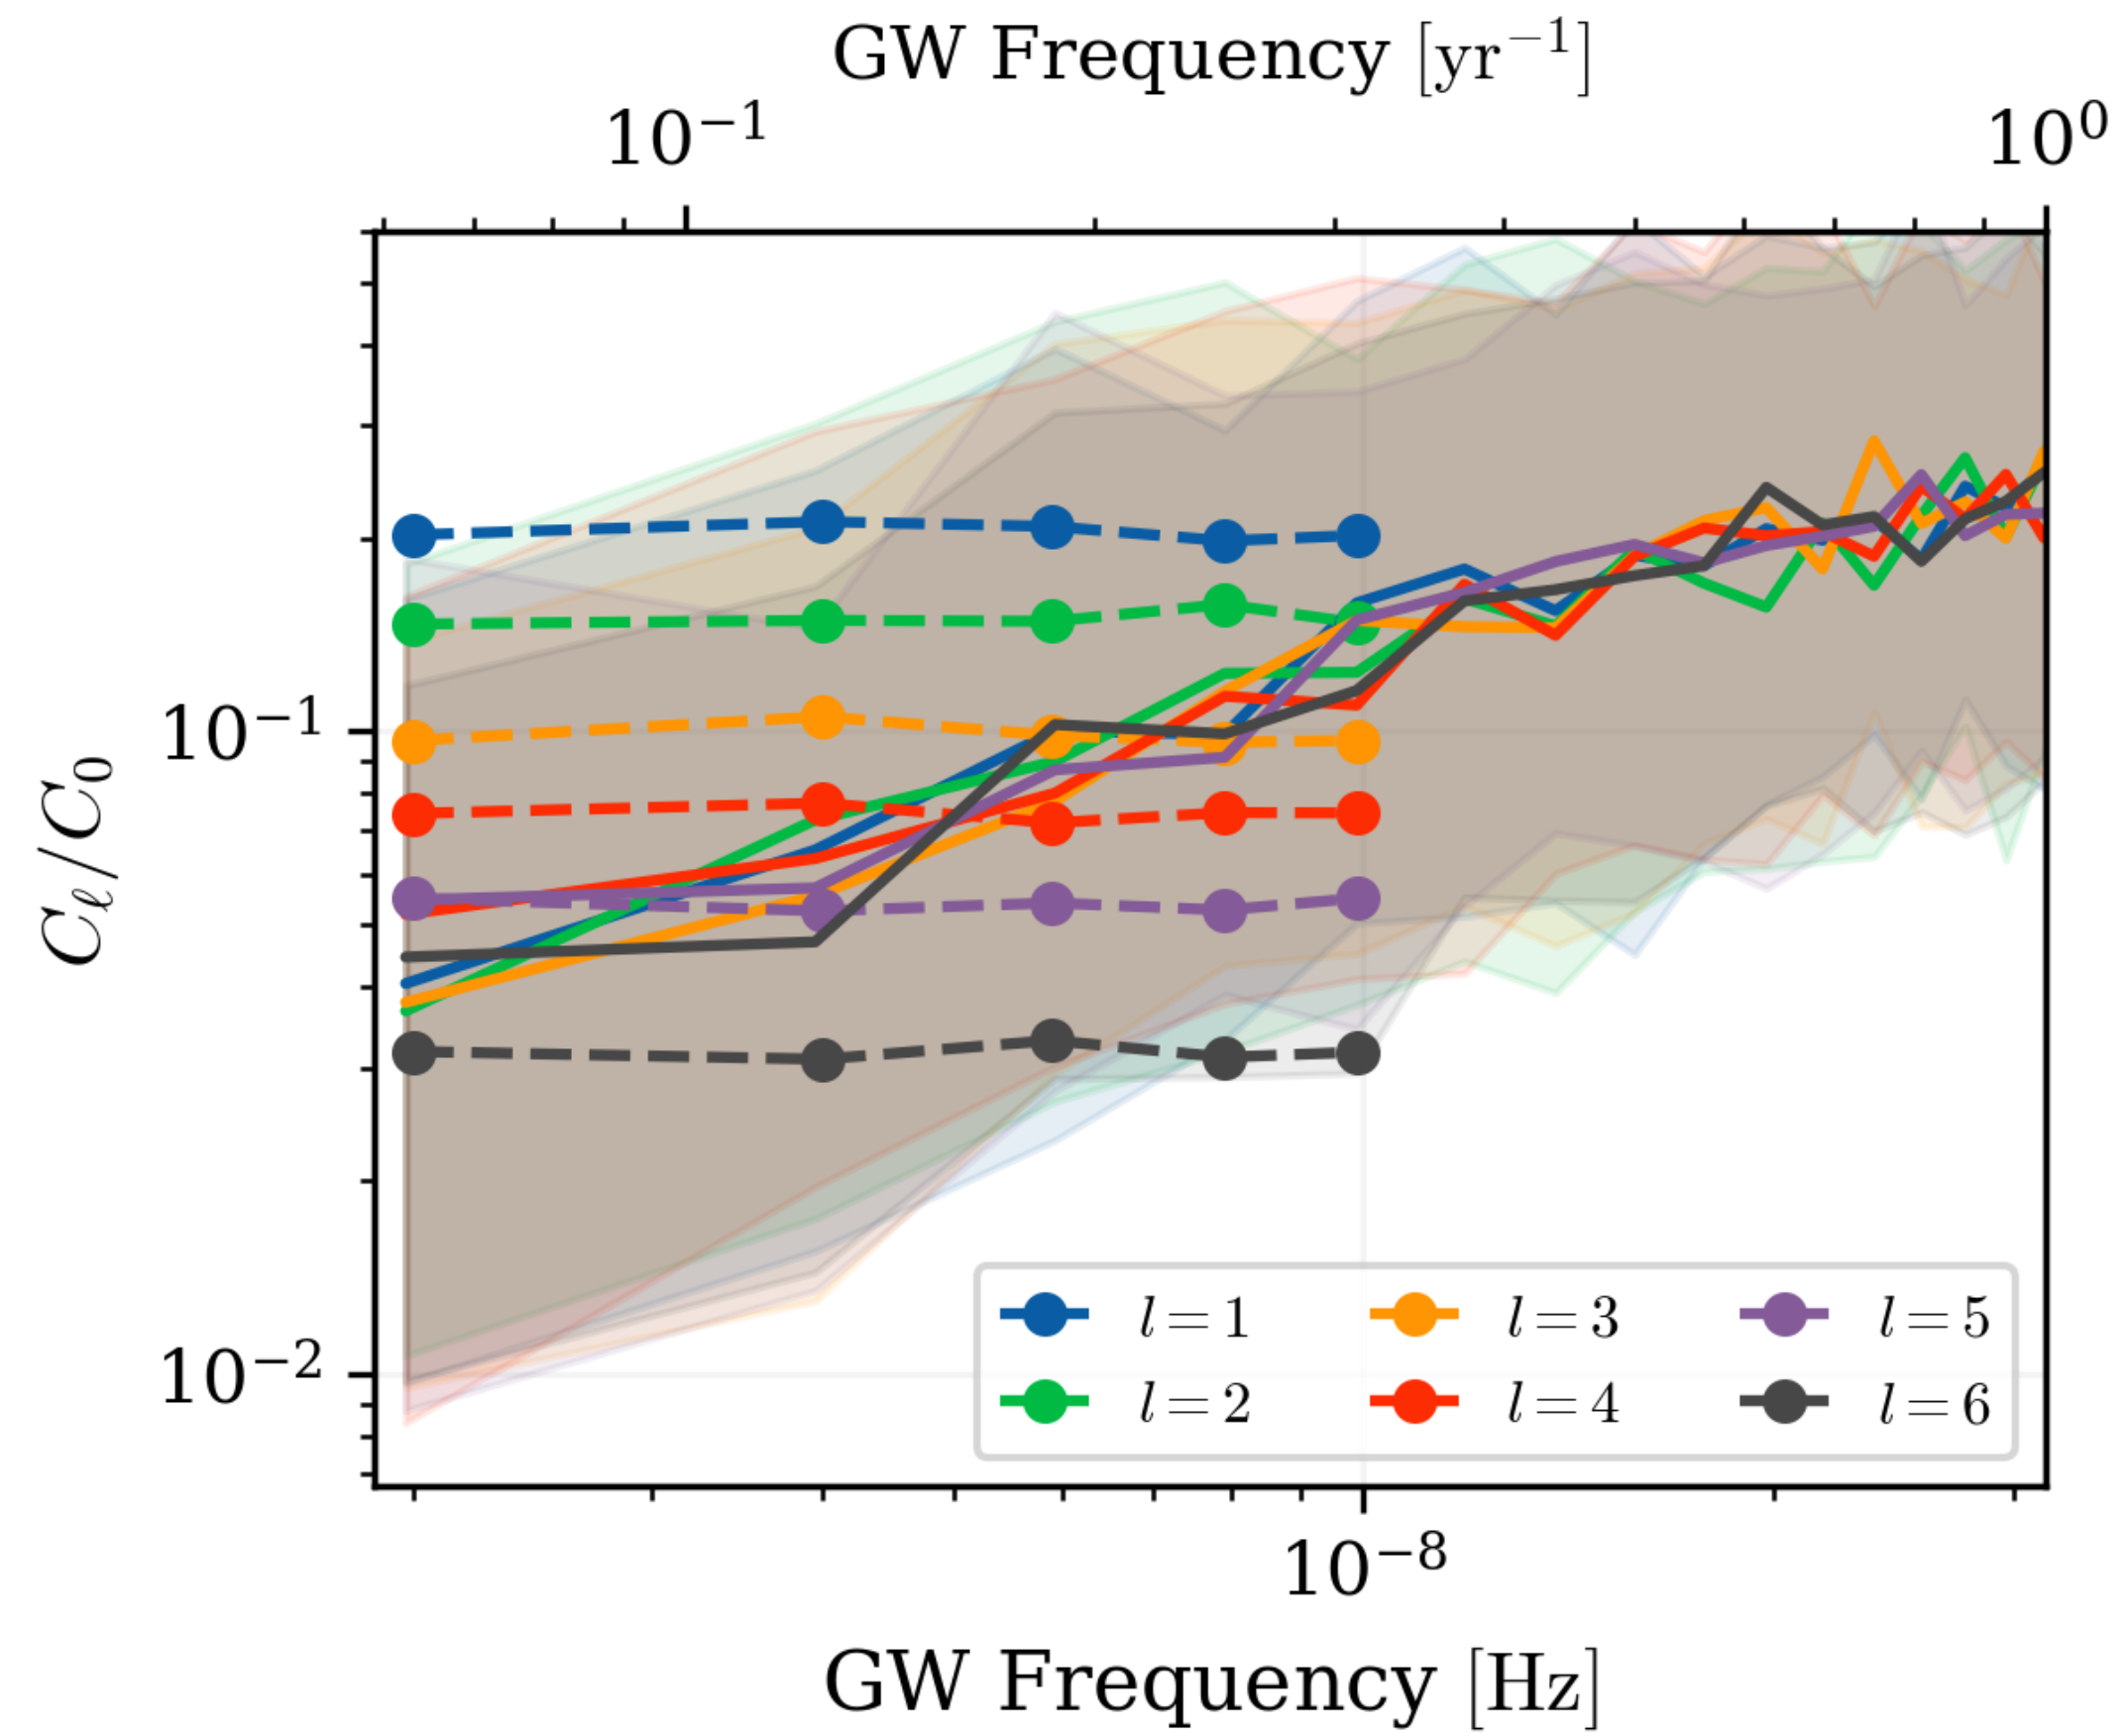 GW Frequency [yr⁻¹]
10⁻¹ 10⁰
C_ℓ/C₀
10⁻¹
10⁻²
l = 1 l = 3 l = 5
l = 2 l = 4 l = 6
10⁻⁸
GW Frequency [Hz]